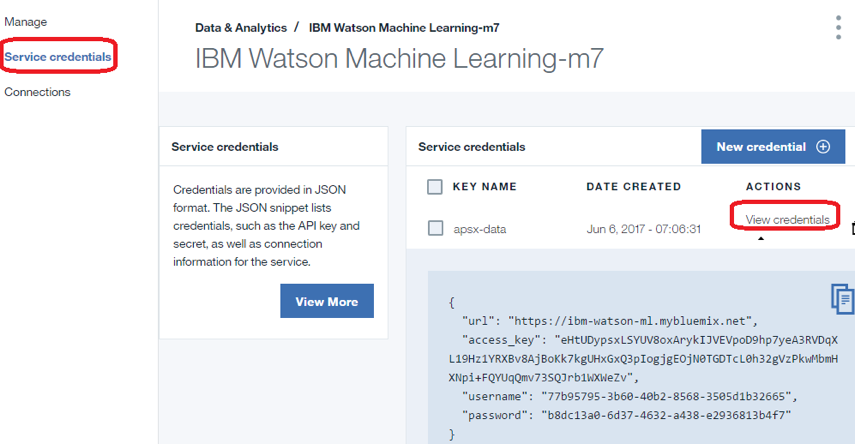 Manage
Service credentials
Connections
Data & Analytics / IBM Watson Machine Learning-m7
IBM Watson Machine Learning-m7
Service credentials
Credentials are provided in JSON
format. The JSON snippet lists
credentials, such as the API key and
secret, as well as connection
information for the service.
View More
Service credentials
New credential
KEY NAME DATE CREATED ACTIONS
apsx-data Jun 6, 2017 - 07:06:31 View credentials
{
"url": "https://ibm-watson-ml.mybluemix.net",
"access_key": "eHtUDypsxLSYUV8oxArykIJVEVpoD9hp7yeA3RVDqX
L19Hz1YRXBv8AjBoKk7kgUHxGxQ3pIogjgEOjN0TGDTcL0h32gVzPkwMbmH
XNpi+FQYUqQmv73SQJrb1WXWeZv",
"username": "77b95795-3b60-40b2-8568-3505d1b32665",
"password": "b8dc13a0-6d37-4632-a438-e2936813b4f7"
}